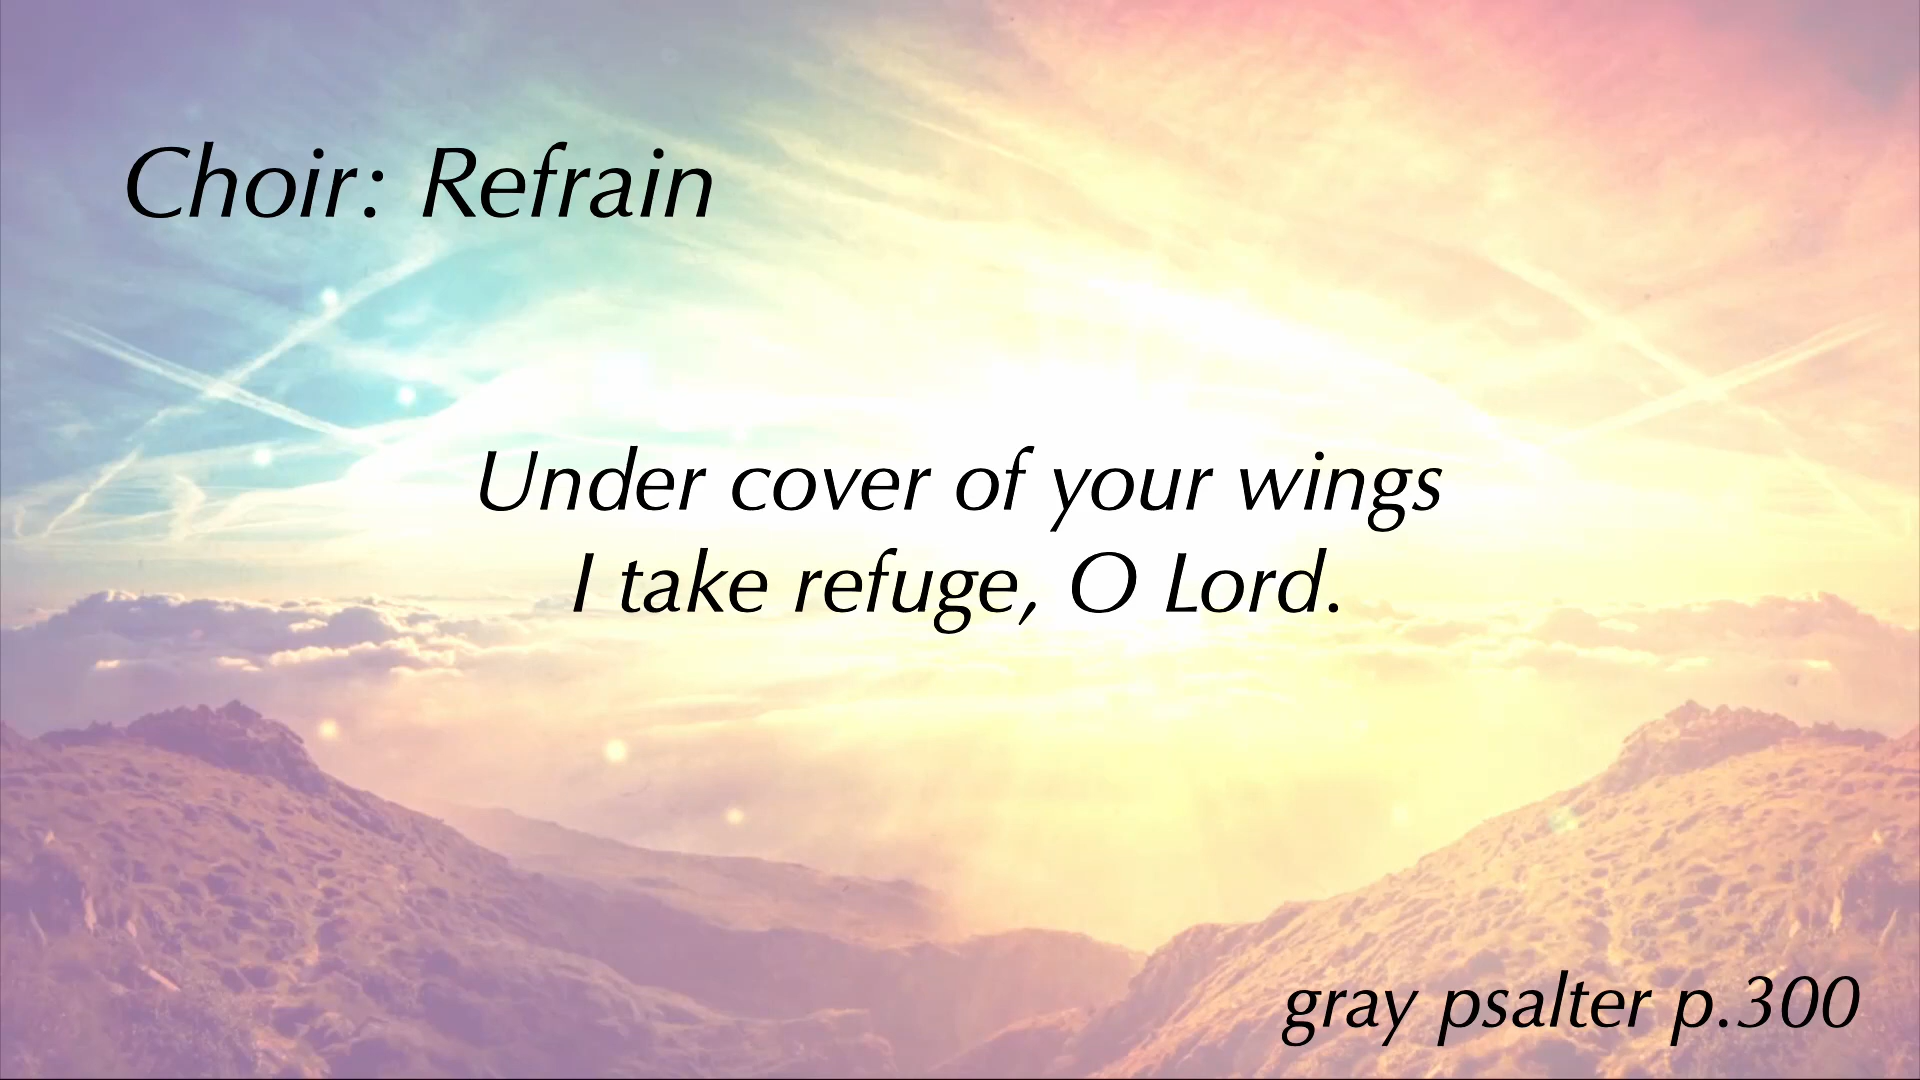 Choir: Refrain
Under cover of your wings
I take refuge, O Lord.
gray psalter p.300